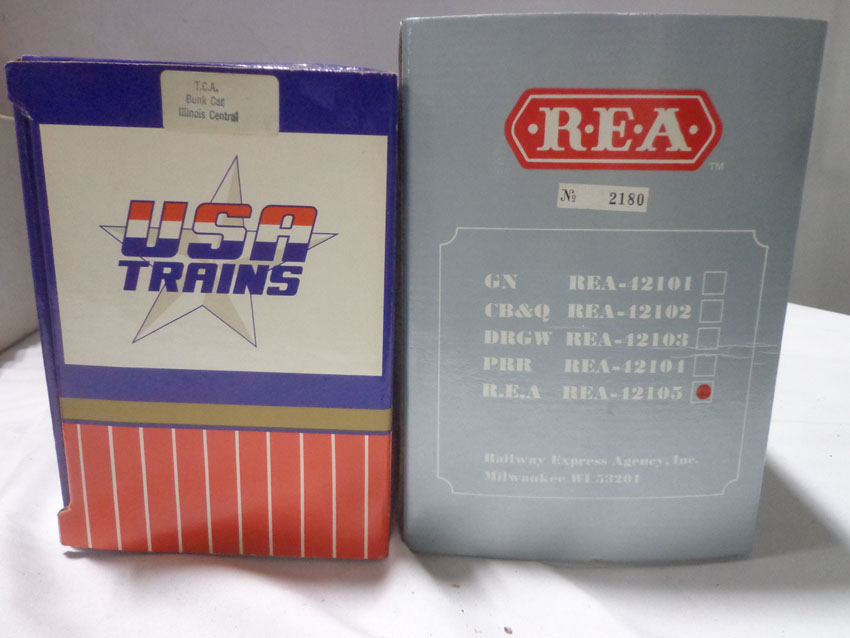 T.C.A.
Bunk Car
Illinois Central
USA
TRAINS
R·E·A
TM
№ 2180
GN REA-42101
CB&Q REA-42102
DRGW REA-42103
PRR REA-42104
R.E.A REA-42105
Railway Express Agency, Inc.
Milwaukee WI 53201